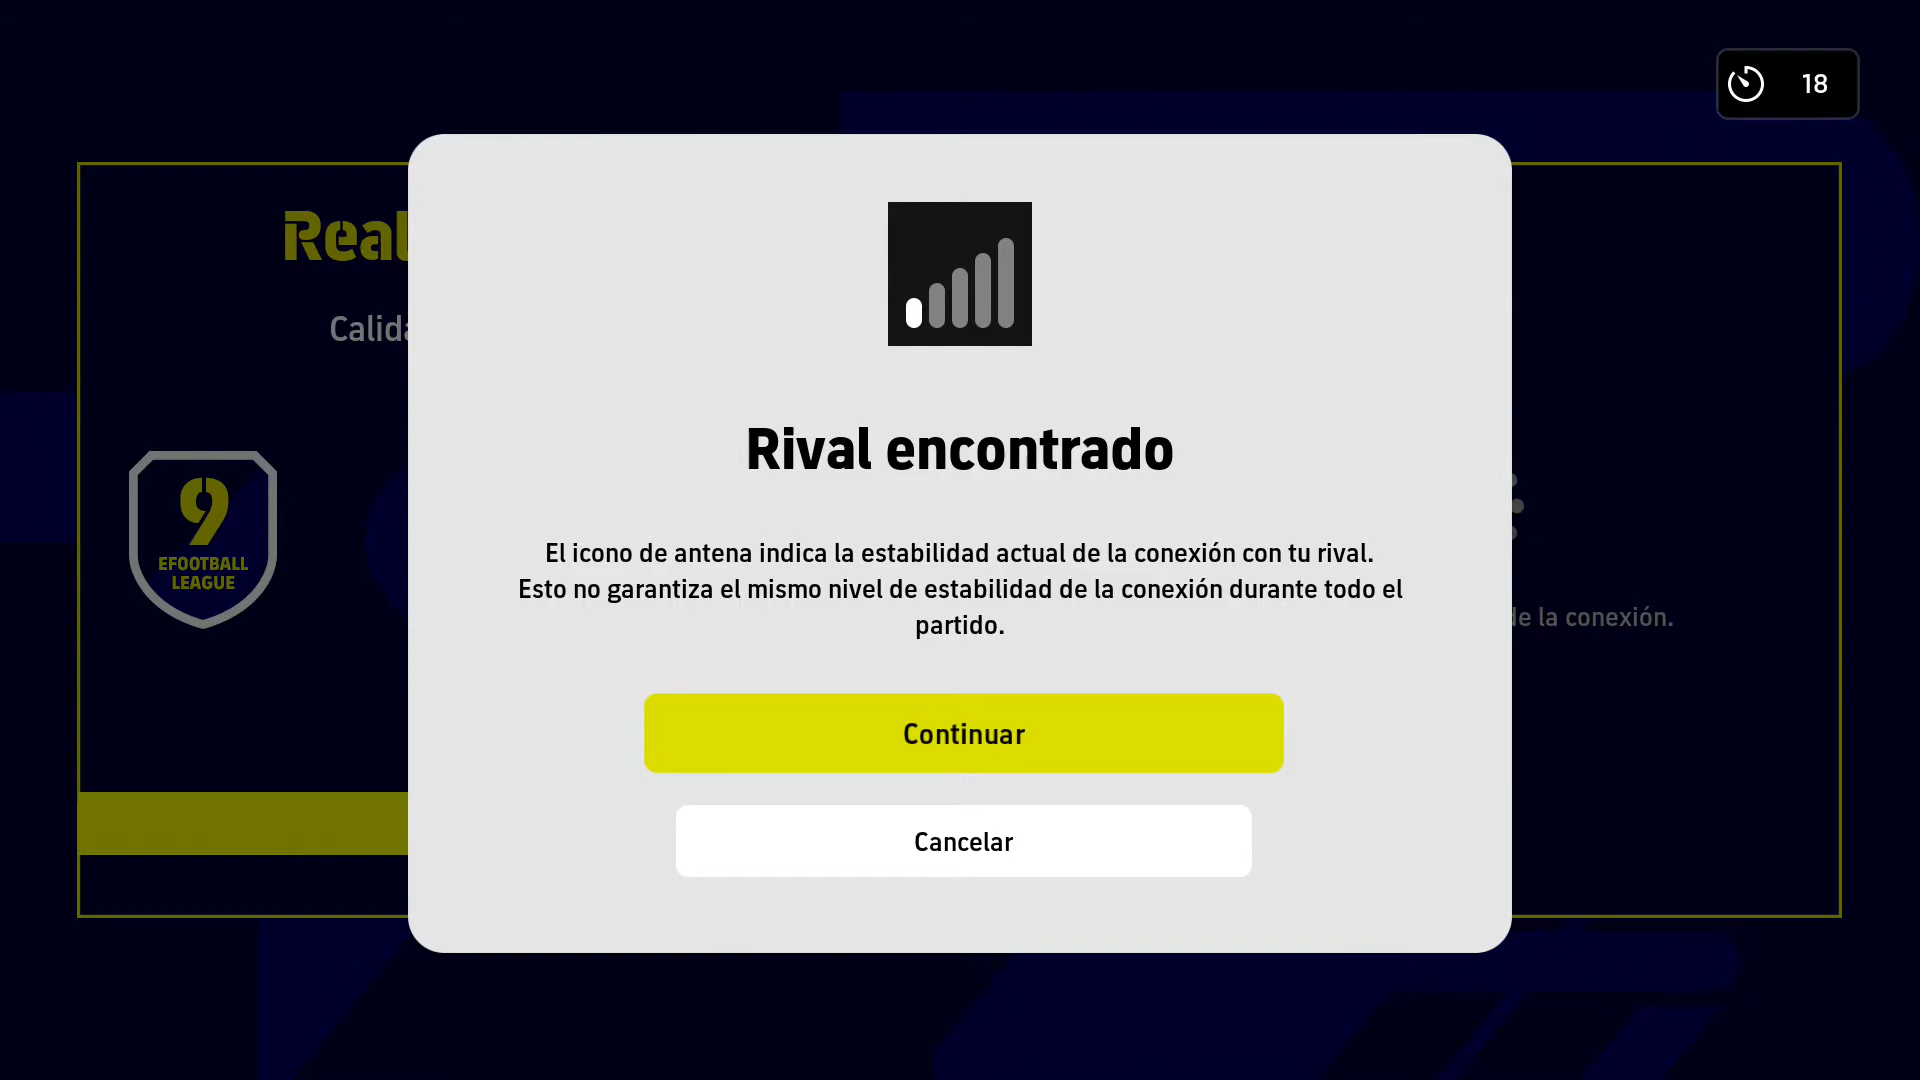 18
Real
Calida
Rival encontrado
El icono de antena indica la estabilidad actual de la conexión con tu rival.
Esto no garantiza el mismo nivel de estabilidad de la conexión durante todo el
partido.
9
EFOOTBALL
LEAGUE
de la conexión.
Continuar
Cancelar